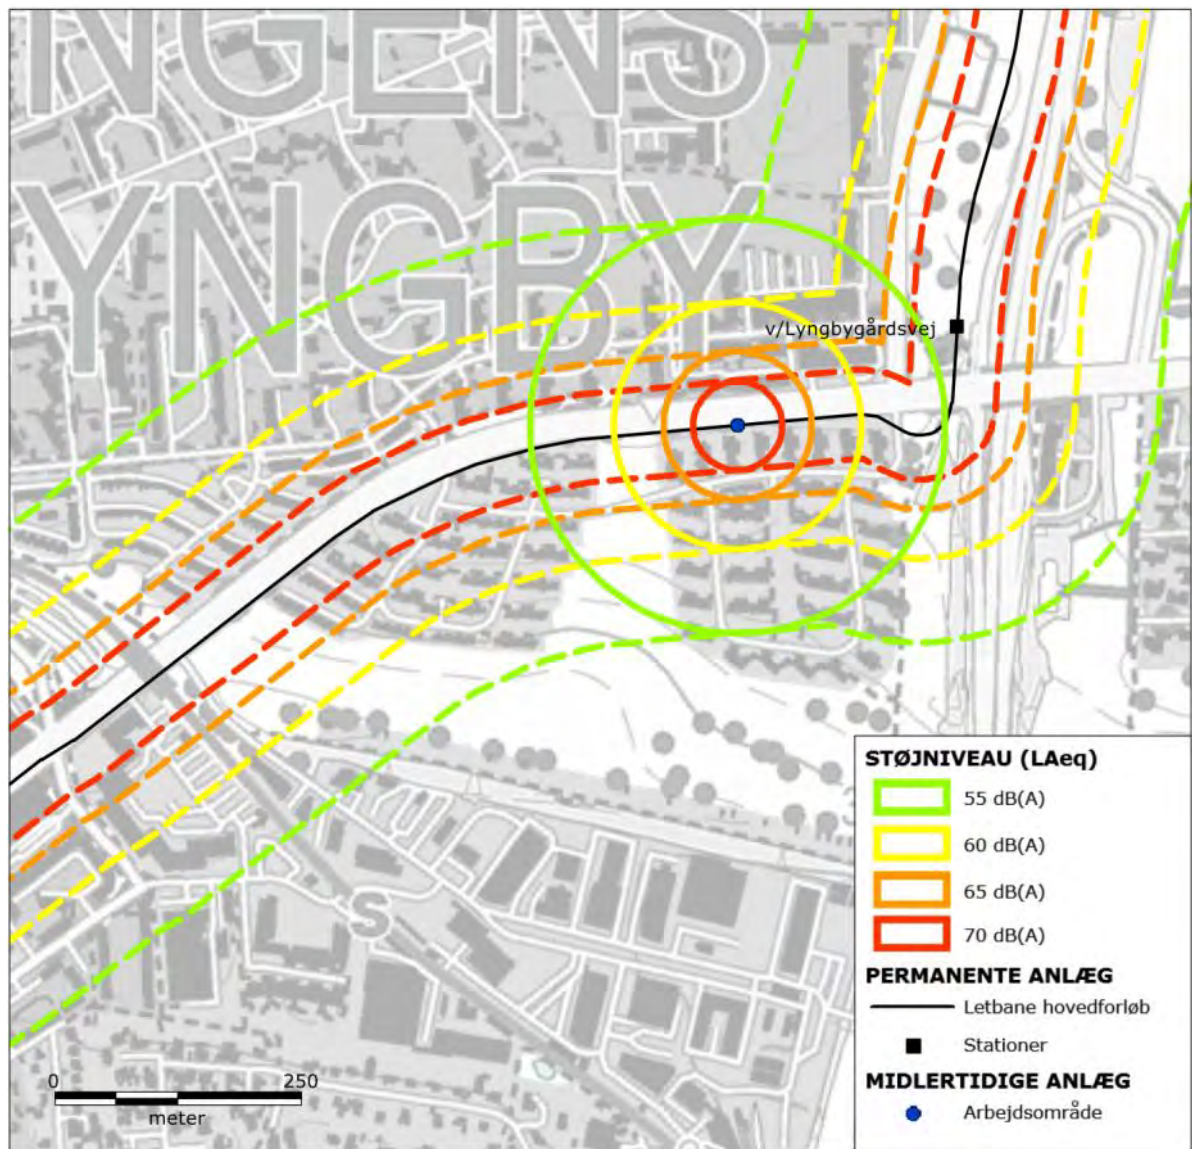 NGENS
YNGBY
v/Lyngbygårdsvej
S
STØJNIVEAU (LAeq)
55 dB(A)
60 dB(A)
65 dB(A)
70 dB(A)
PERMANENTE ANLÆG
Letbane hovedforløb
Stationer
MIDLERTIDIGE ANLÆG
Arbejdsområde
0 250
meter